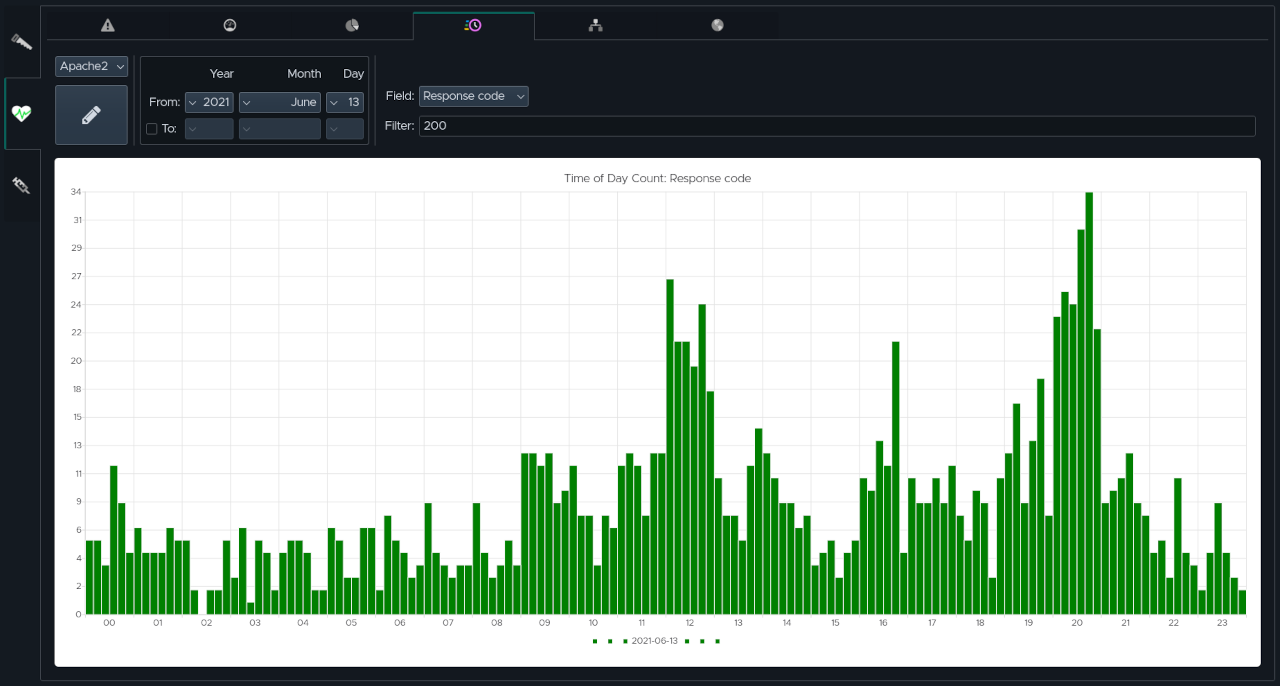 Apache2
Year Month Day
From: 2021 June 13
To:
Field: Response code
Filter: 200
Time of Day Count: Response code
34
31
29
27
24
22
20
18
15
13
11
9
6
4
2
0
00 01 02 03 04 05 06 07 08 09 10 11 12 13 14 15 16 17 18 19 20 21 22 23
2021-06-13